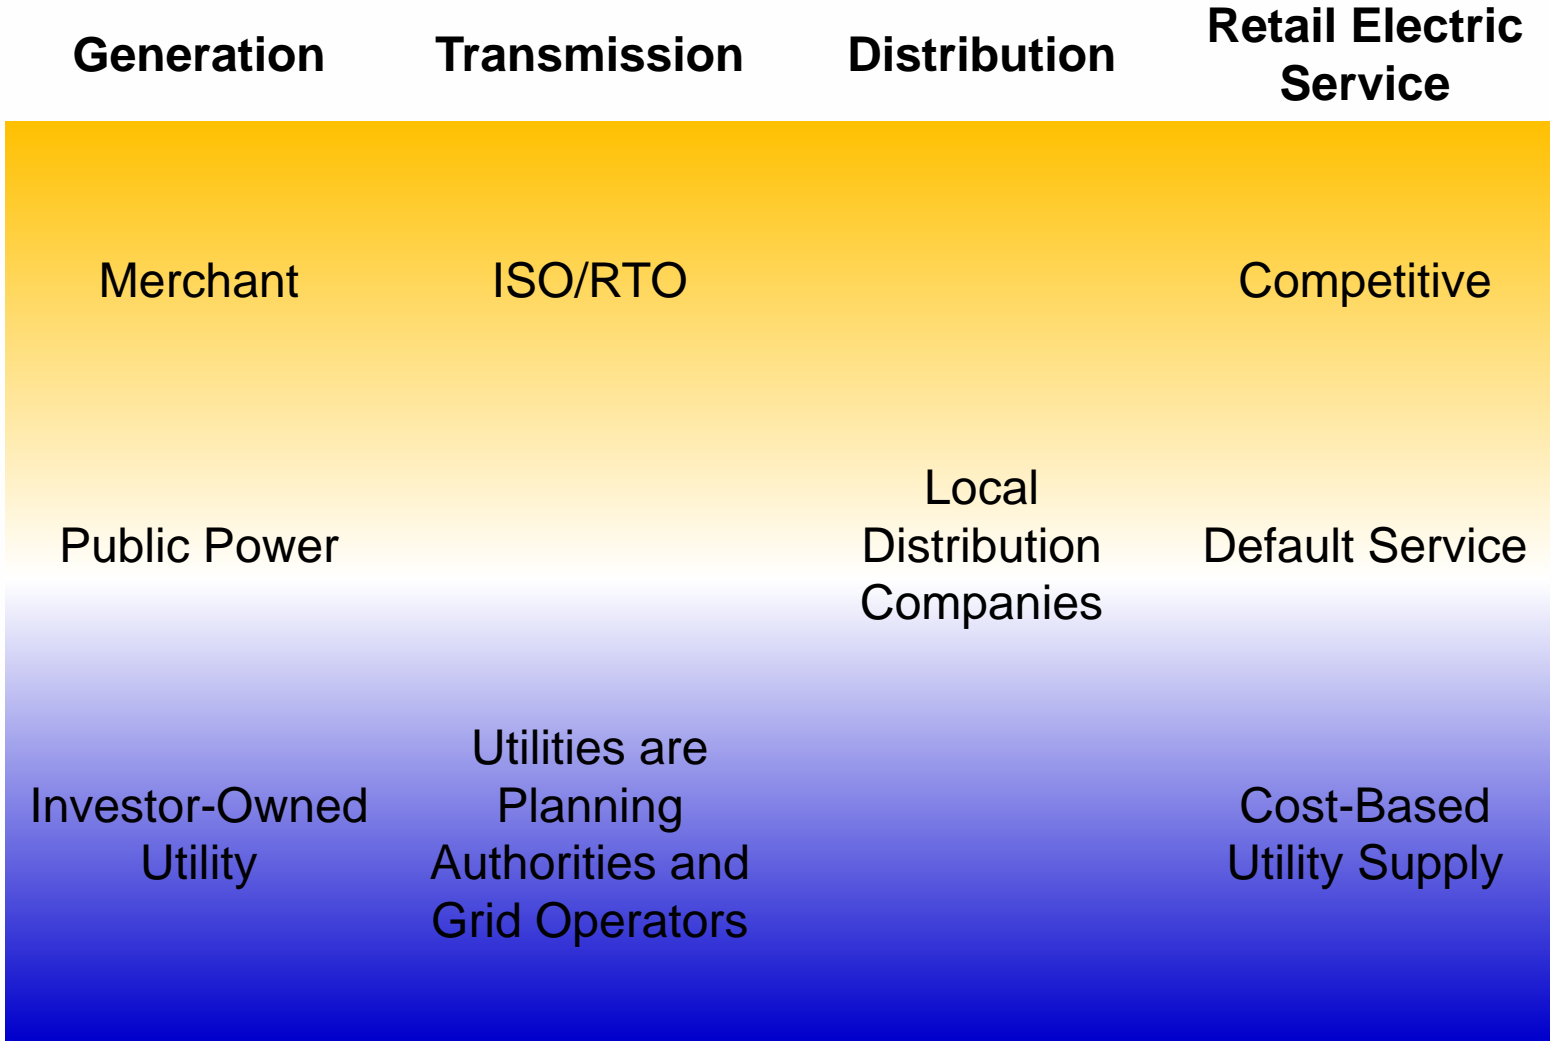 Generation
Transmission
Distribution
Retail Electric
Service
Merchant
ISO/RTO
Competitive
Public Power
Local
Distribution
Companies
Default Service
Investor-Owned
Utility
Utilities are
Planning
Authorities and
Grid Operators
Cost-Based
Utility Supply